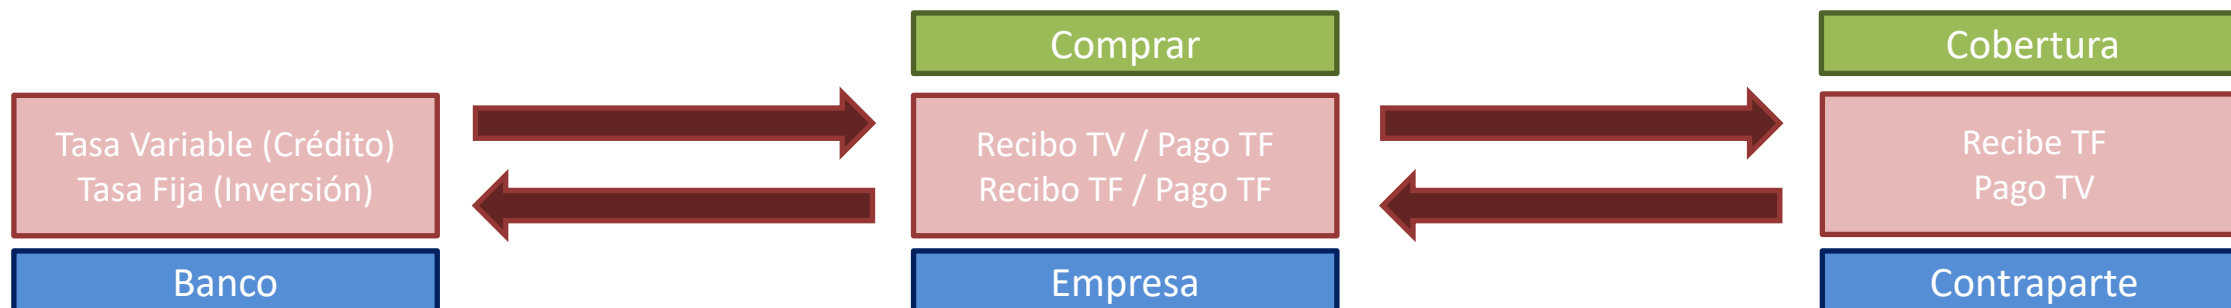 Comprar
Cobertura
Tasa Variable (Crédito)
Tasa Fija (Inversión)
Recibo TV / Pago TF
Recibo TF / Pago TF
Recibe TF
Pago TV
Banco
Empresa
Contraparte